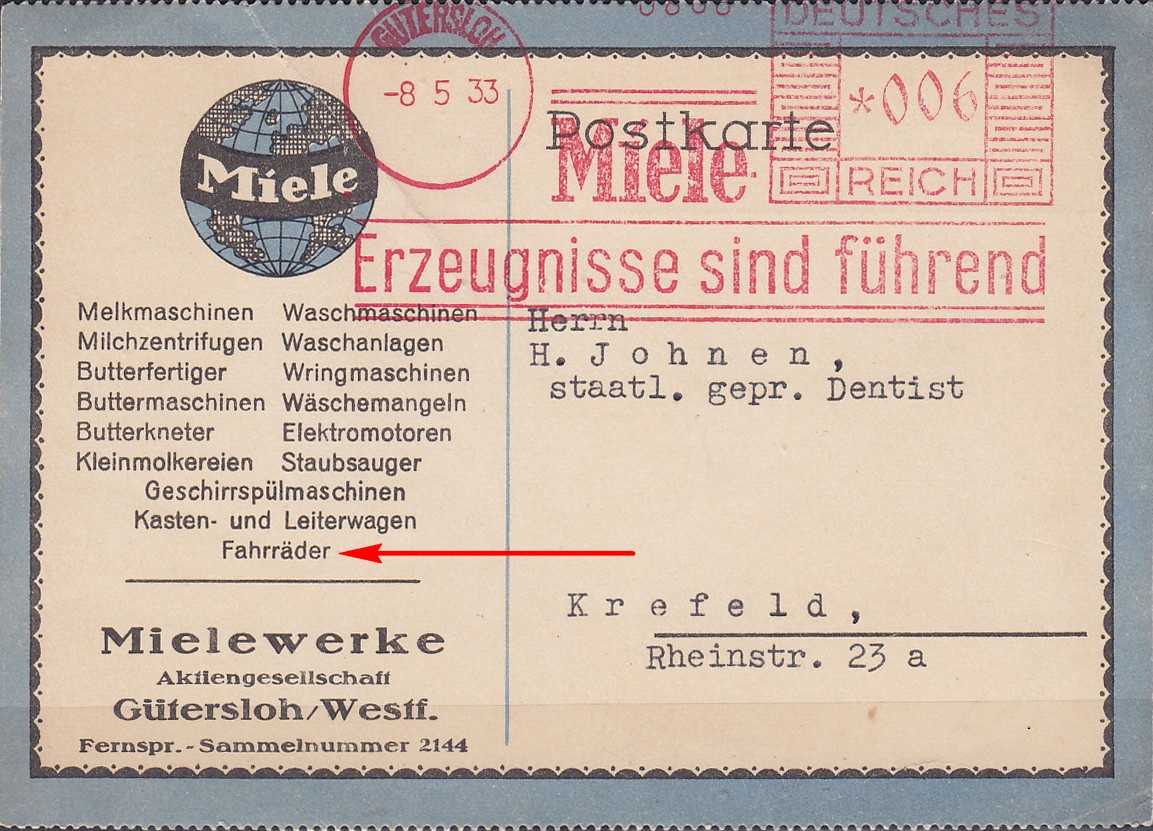 GÜTERSLOH
-8 5 33
DEUTSCHES
*006
REICH
Miele
Postkarte
Miele
Erzeugnisse sind führend
Melkmaschinen Waschmaschinen
Milchzentrifugen Waschanlagen
Butterfertiger Wringmaschinen
Buttermaschinen Wäschemangeln
Butterkneter Elektromotoren
Kleinmolkereien Staubsauger
Geschirrspülmaschinen
Kasten- und Leiterwagen
Fahrräder
Mielewerke
Aktiengesellschaft
Gütersloh/Westf.
Fernspr.-Sammelnummer 2144
Herrn
H. Johnen,
staatl. gepr. Dentist
Krefeld,
Rheinstr. 23 a